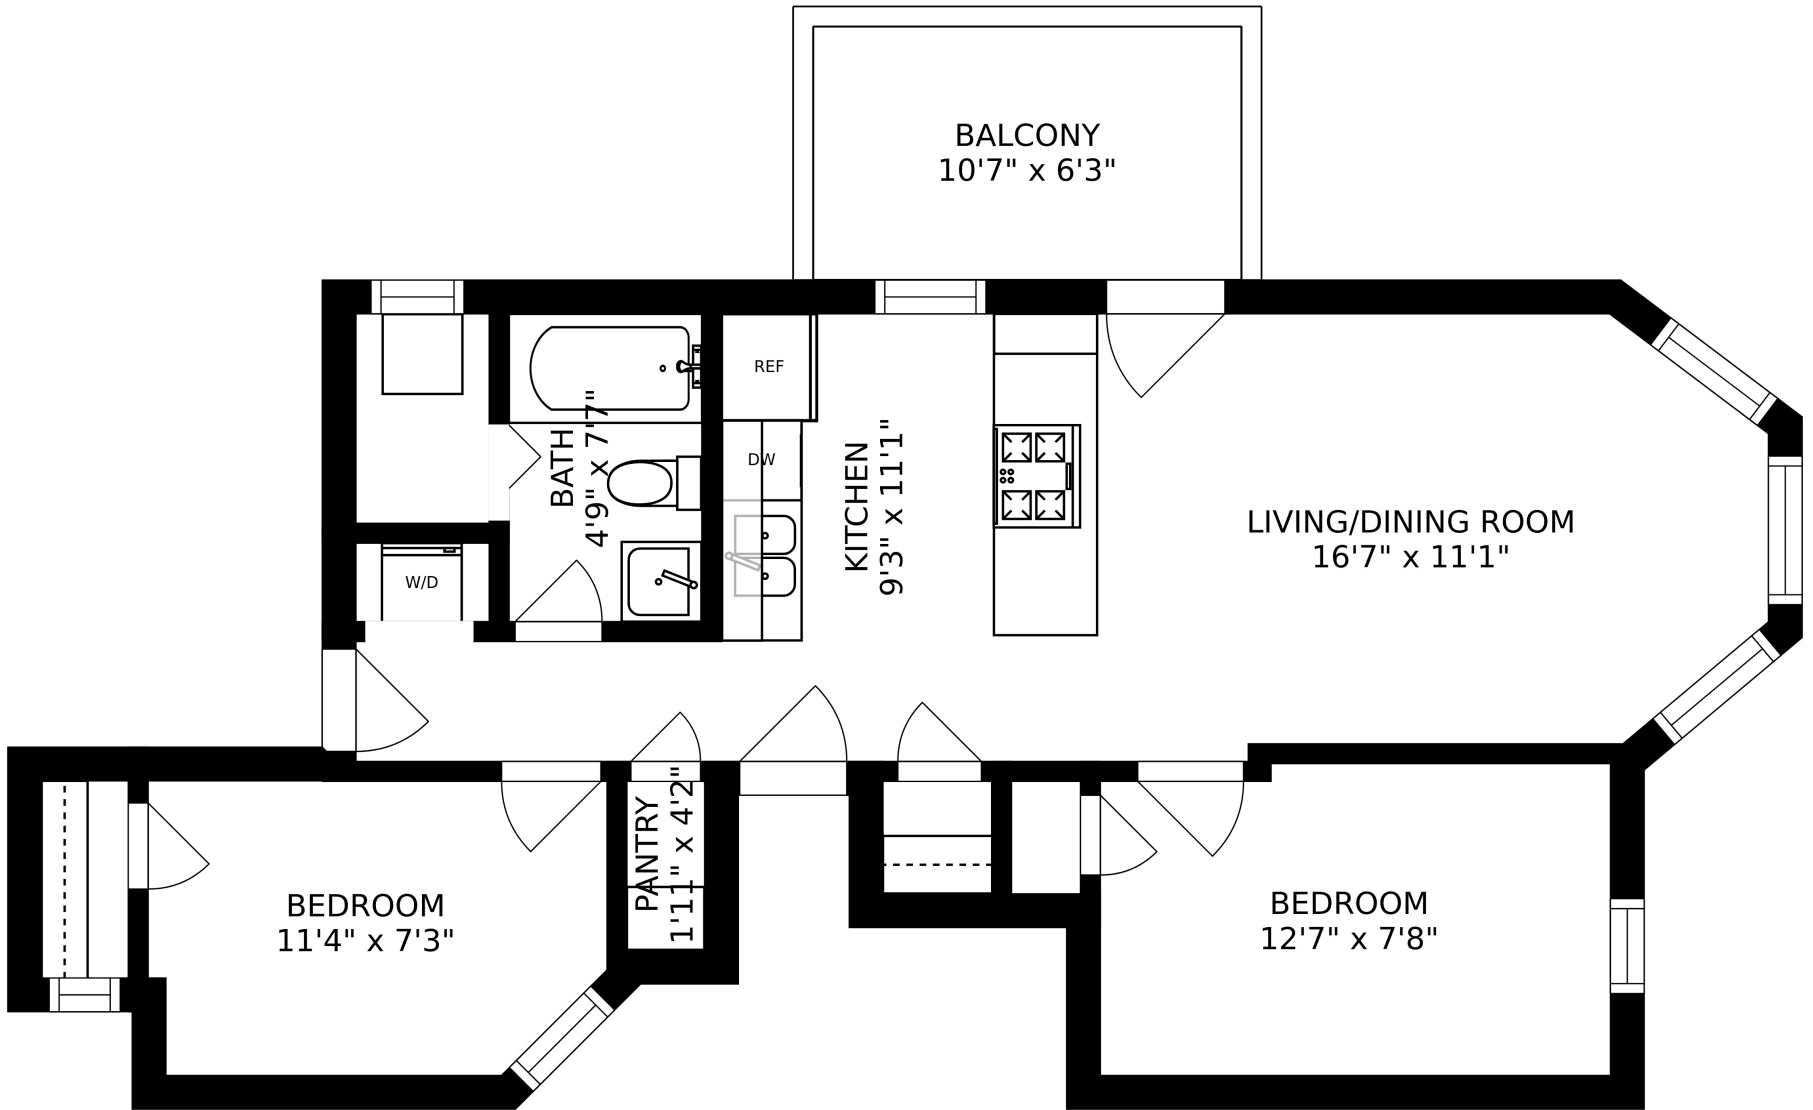 BALCONY
10'7" x 6'3"
REF
DW
BATH
4'9" x 7'7"
KITCHEN
9'3" x 11'1"
LIVING/DINING ROOM
16'7" x 11'1"
W/D
PANTRY
1'11" x 4'2"
BEDROOM
11'4" x 7'3"
BEDROOM
12'7" x 7'8"